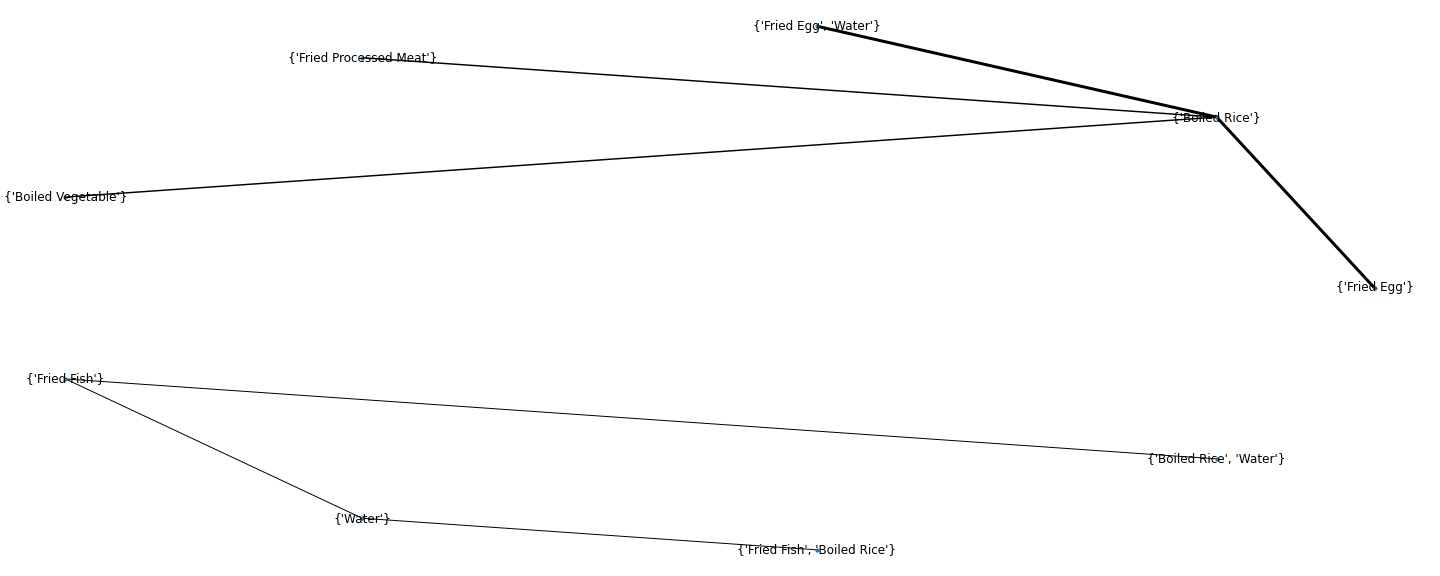 {'Fried Egg', 'Water'}
{'Fried Processed Meat'}
{'Boiled Rice'}
{'Boiled Vegetable'}
{'Fried Egg'}
{'Fried Fish'}
{'Boiled Rice', 'Water'}
{'Water'}
{'Fried Fish', 'Boiled Rice'}